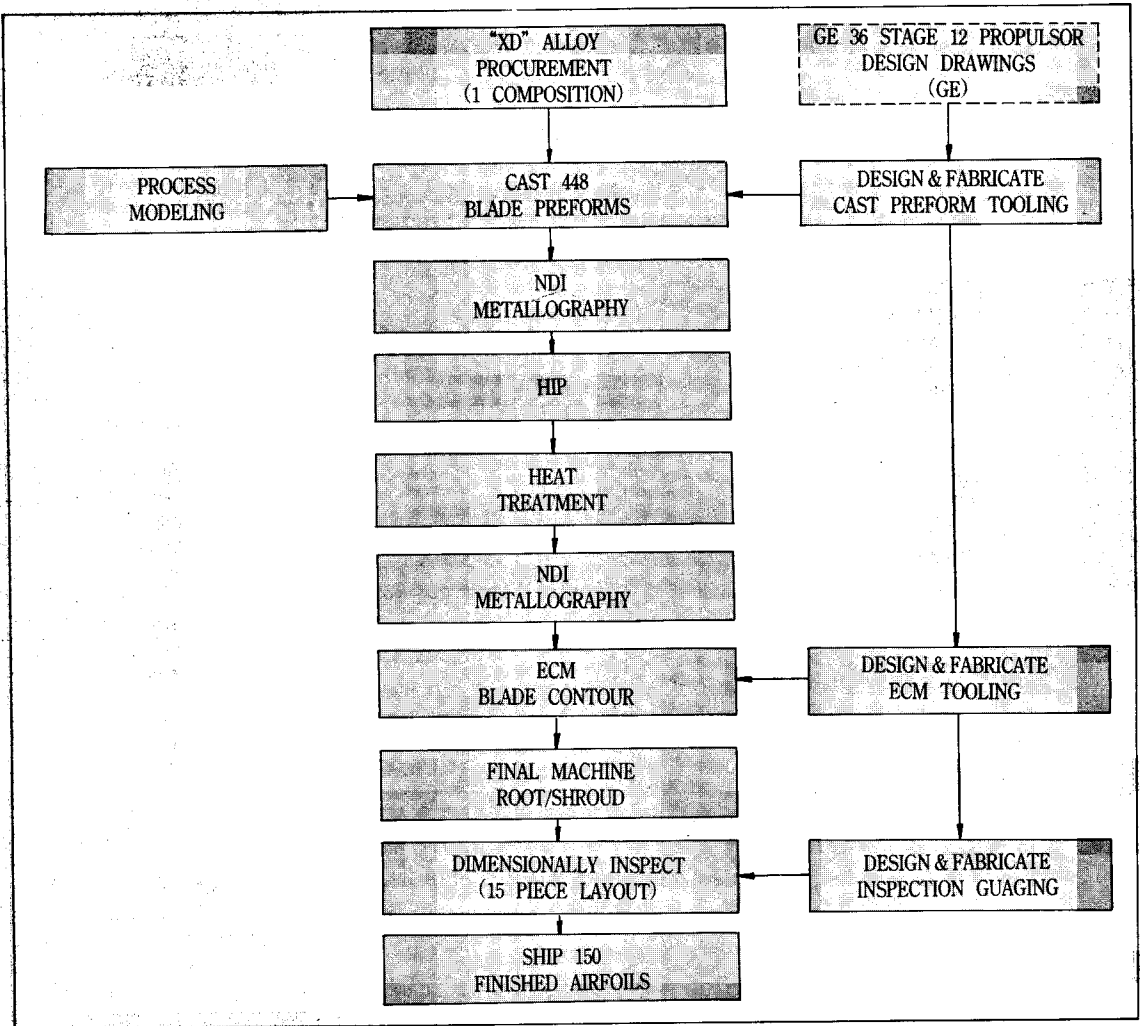 "XD" ALLOY
PROCUREMENT
(1 COMPOSITION)
GE 36 STAGE 12 PROPULSOR
DESIGN DRAWINGS
(GE)
PROCESS
MODELING
CAST 448
BLADE PREFORMS
DESIGN & FABRICATE
CAST PREFORM TOOLING
NDI
METALLOGRAPHY
HIP
HEAT
TREATMENT
NDI
METALLOGRAPHY
ECM
BLADE CONTOUR
DESIGN & FABRICATE
ECM TOOLING
FINAL MACHINE
ROOT/SHROUD
DIMENSIONALLY INSPECT
(15 PIECE LAYOUT)
DESIGN & FABRICATE
INSPECTION GUAGING
SHIP 150
FINISHED AIRFOILS